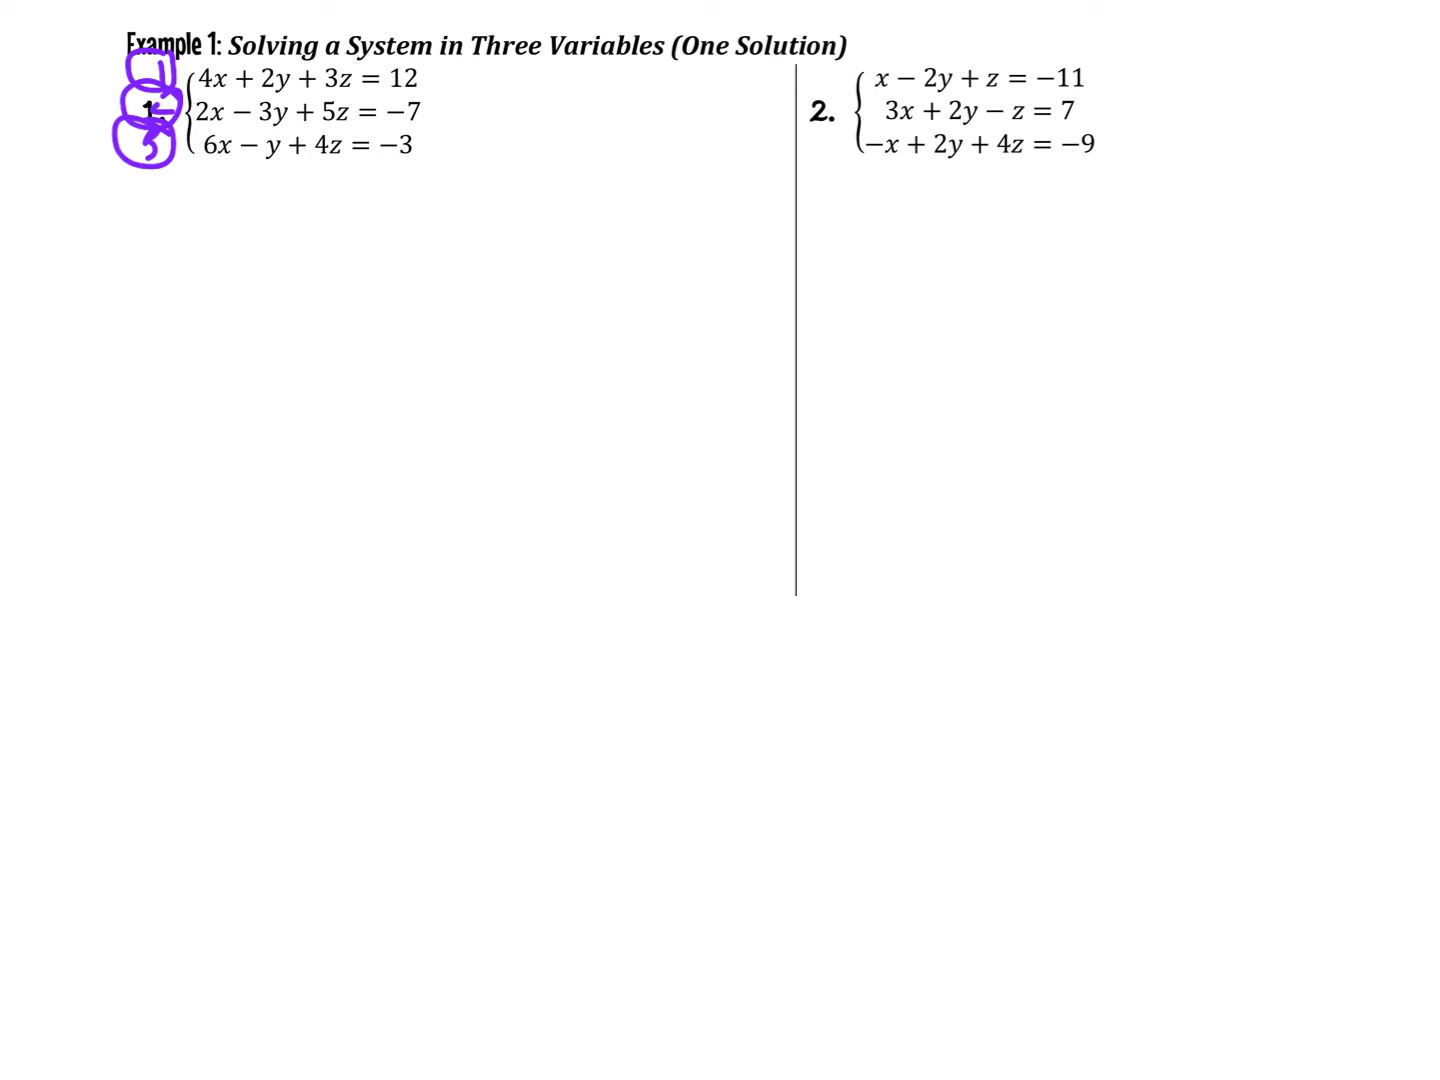 Example 1: Solving a System in Three Variables (One Solution)
1
4x + 2y + 3z = 12
1.
2x − 3y + 5z = −7
3
6x − y + 4z = −3
2.
x − 2y + z = −11
3x + 2y − z = 7
−x + 2y + 4z = −9